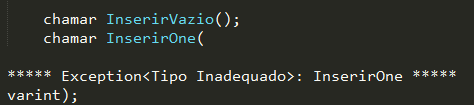 chamar InserirVazio();
chamar InserirOne(
***** Exception<Tipo Inadequado>: InserirOne *****
varint);